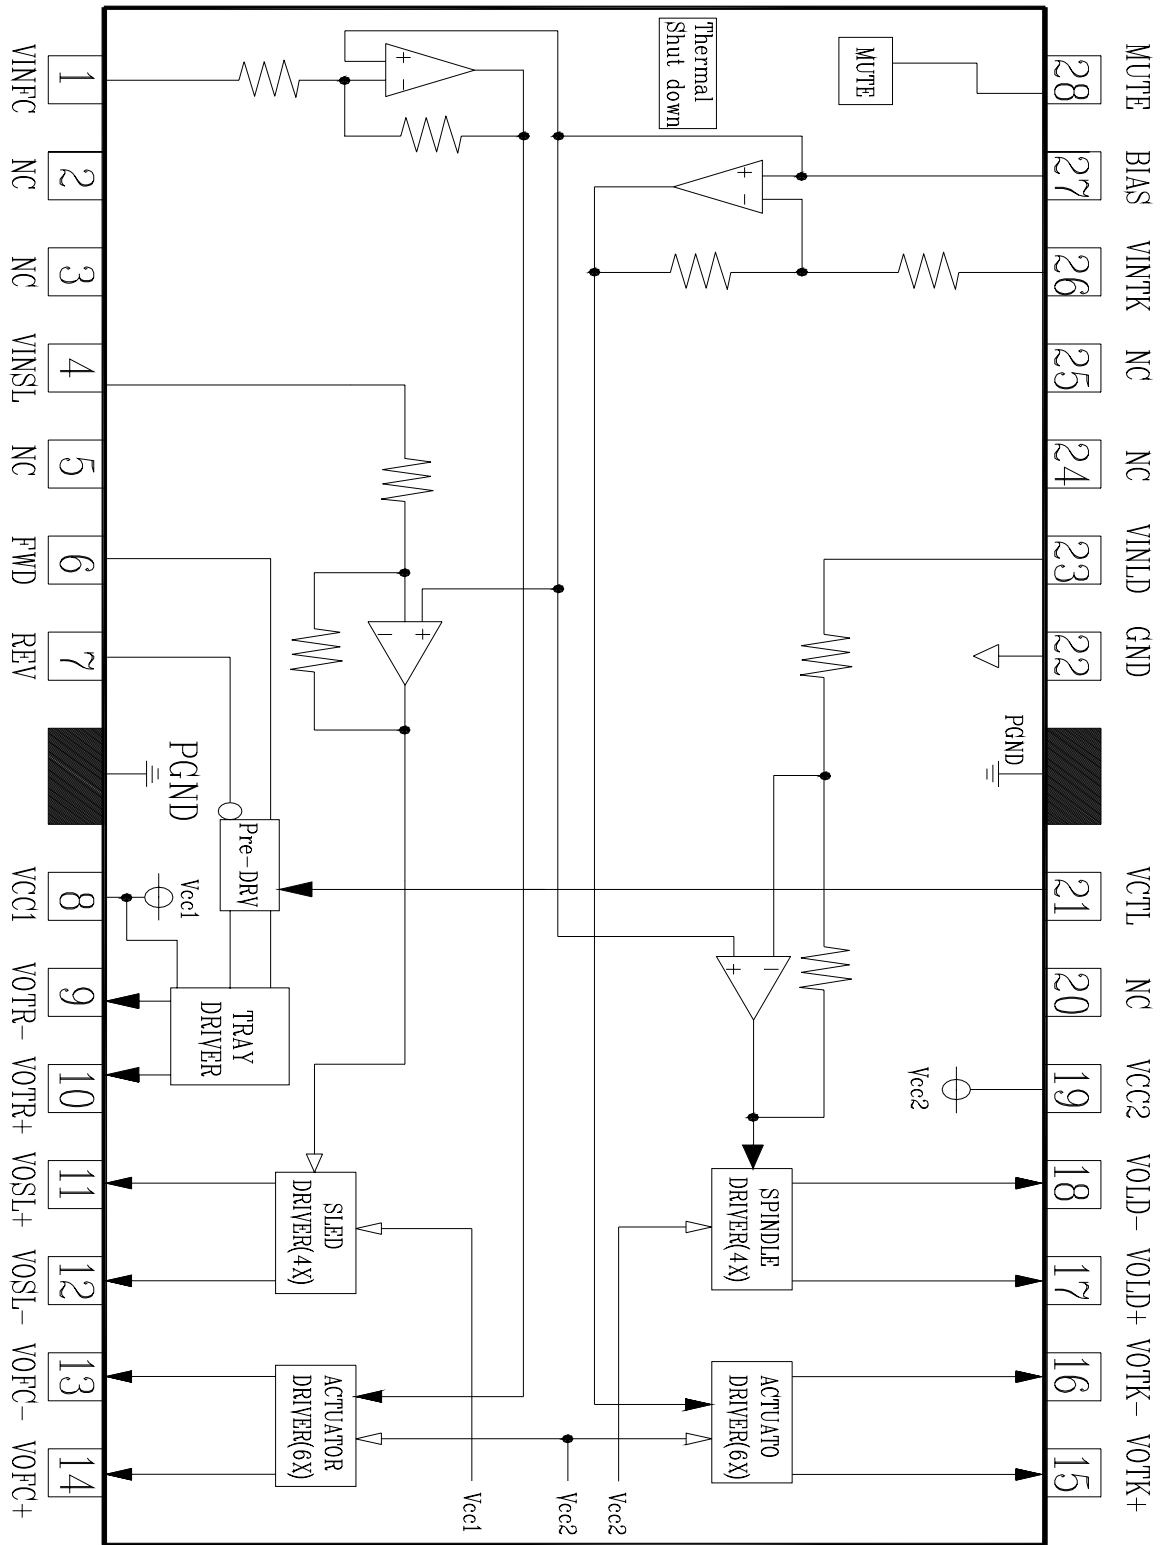 VINFC
1
NC
2
NC
3
VINSL
4
NC
5
FWD
6
REV
7
VCC1
8
VOTR-
9
VOTR+
10
VOSL+
11
VOSL-
12
VOFC-
13
VOFC+
14
MUTE
28
BIAS
27
VINTK
26
NC
25
NC
24
VINLD
23
GND
22
VCTL
21
NC
20
VCC2
19
VOLD-
18
VOLD+
17
VOTK-
16
VOTK+
15
Thermal
Shut down
MUTE
+
-
+
-
+
-
+
-
PGND
PGND
Pre-DRV
Vcc1
TRAY
DRIVER
Vcc2
SLED
DRIVER(4X)
SPINDLE
DRIVER(4X)
ACTUATOR
DRIVER(6X)
ACTUATO
DRIVER(6X)
Vcc1
Vcc2
Vcc2